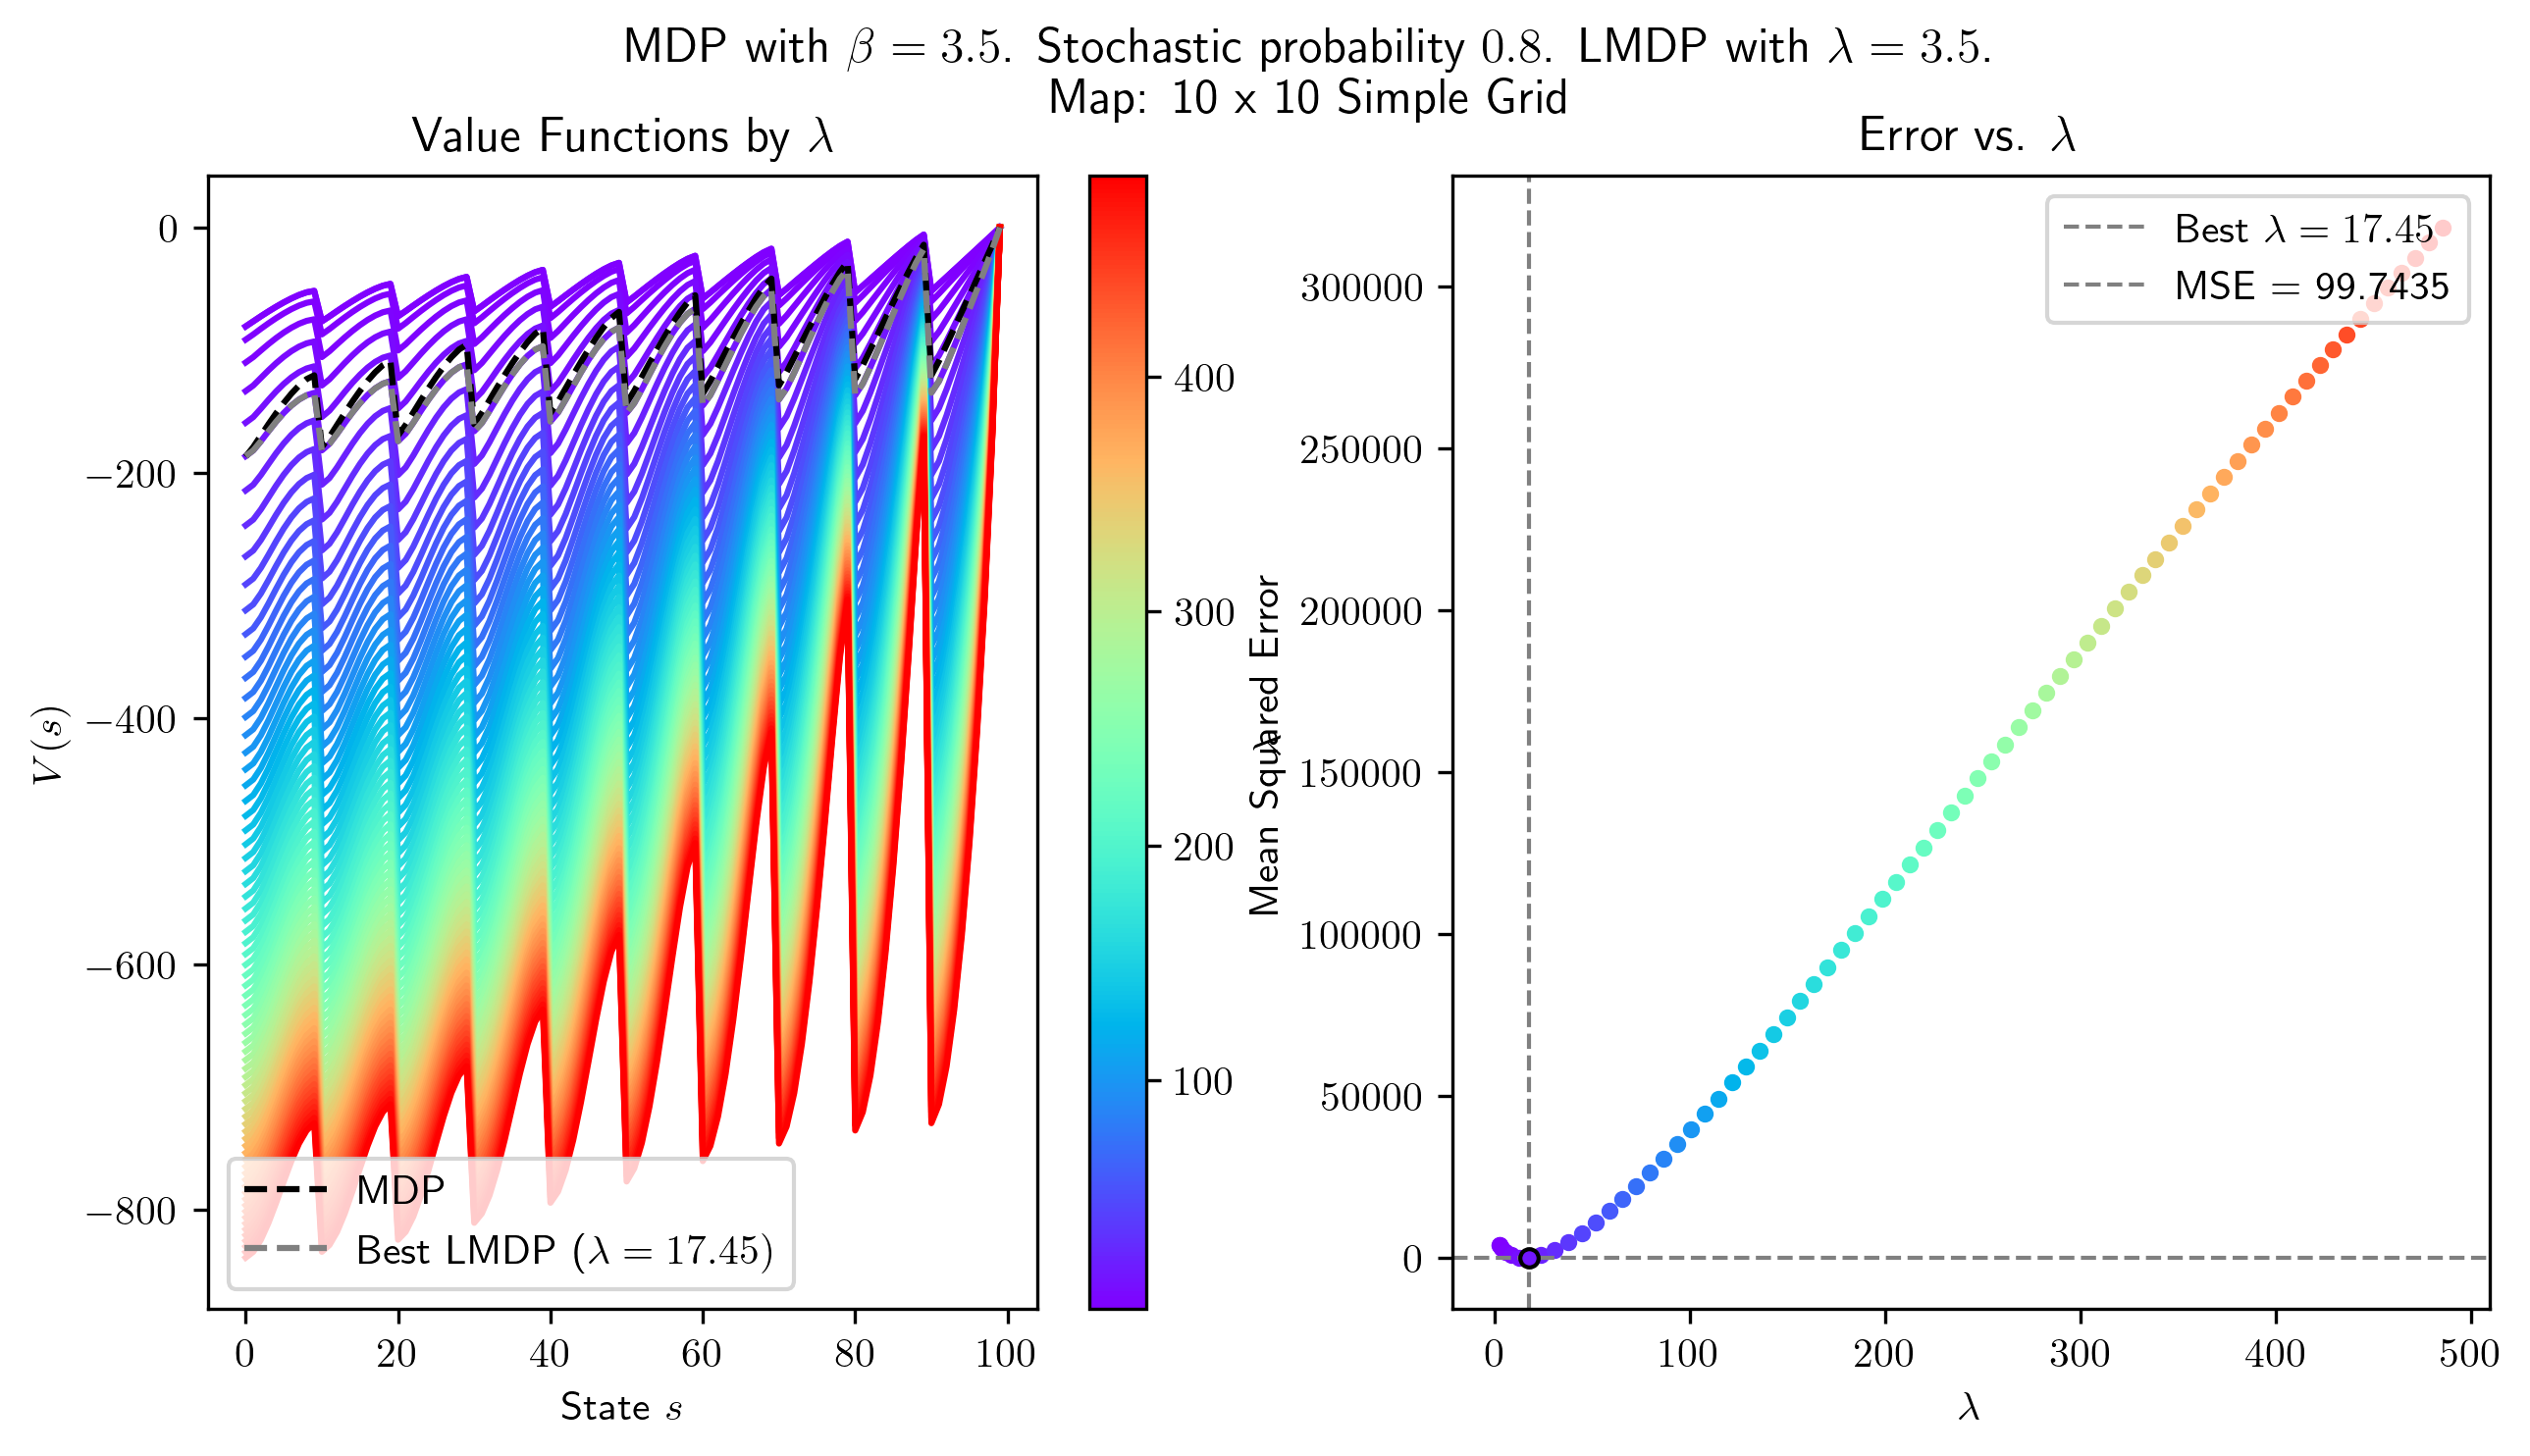 MDP with β = 3.5. Stochastic probability 0.8. LMDP with λ = 3.5.
Map: 10 x 10 Simple Grid
Value Functions by λ
0
−200
−400
−600
−800
V(s)
0 20 40 60 80 100
State s
MDP
Best LMDP (λ = 17.45)
400
300
200
100
λ
Error vs. λ
Mean Squared Error
300000
250000
200000
150000
100000
50000
0
0 100 200 300 400 500
λ
Best λ = 17.45
MSE = 99.7435